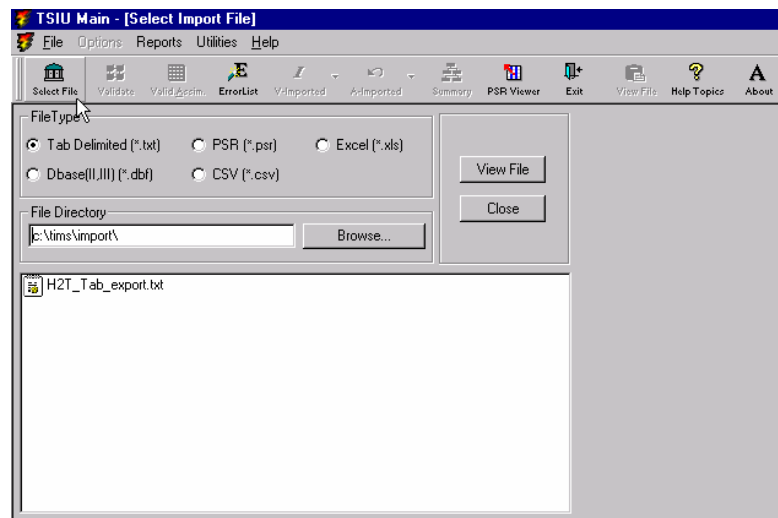 TSIU Main - [Select Import File]
File Options Reports Utilities Help
Select File Validate Valid Assim. ErrorList V-Imported A-Imported Summary PSR Viewer Exit View File Help Topics About
FileType
Tab Delimited (*.txt) PSR (*.psr) Excel (*.xls)
Dbase(II,III) (*.dbf) CSV (*.csv)
View File
Close
File Directory
c:\tims\import\ Browse...
H2T_Tab_export.txt